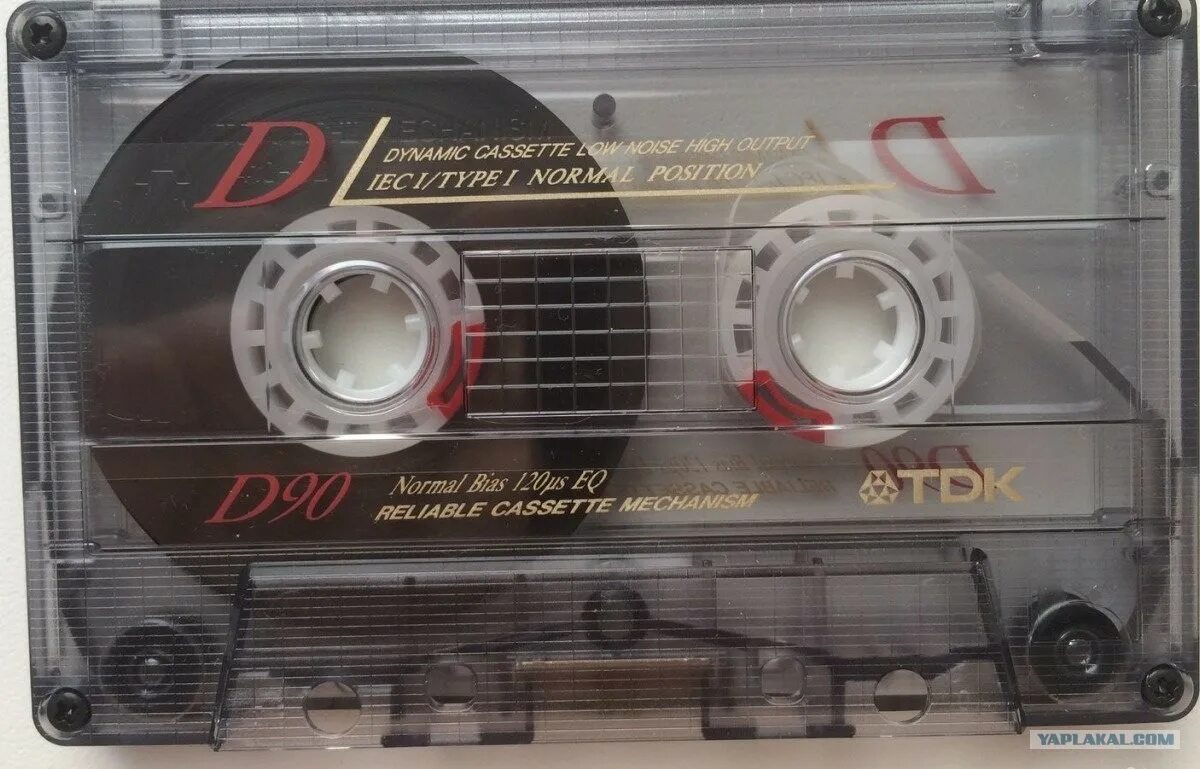 D
DYNAMIC CASSETTE LOW NOISE HIGH OUTPUT
IEC I/TYPE I NORMAL POSITION
D
D90
Normal Bias 120µs EQ
RELIABLE CASSETTE MECHANISM
D90
TDK
YAPLAKAL.COM